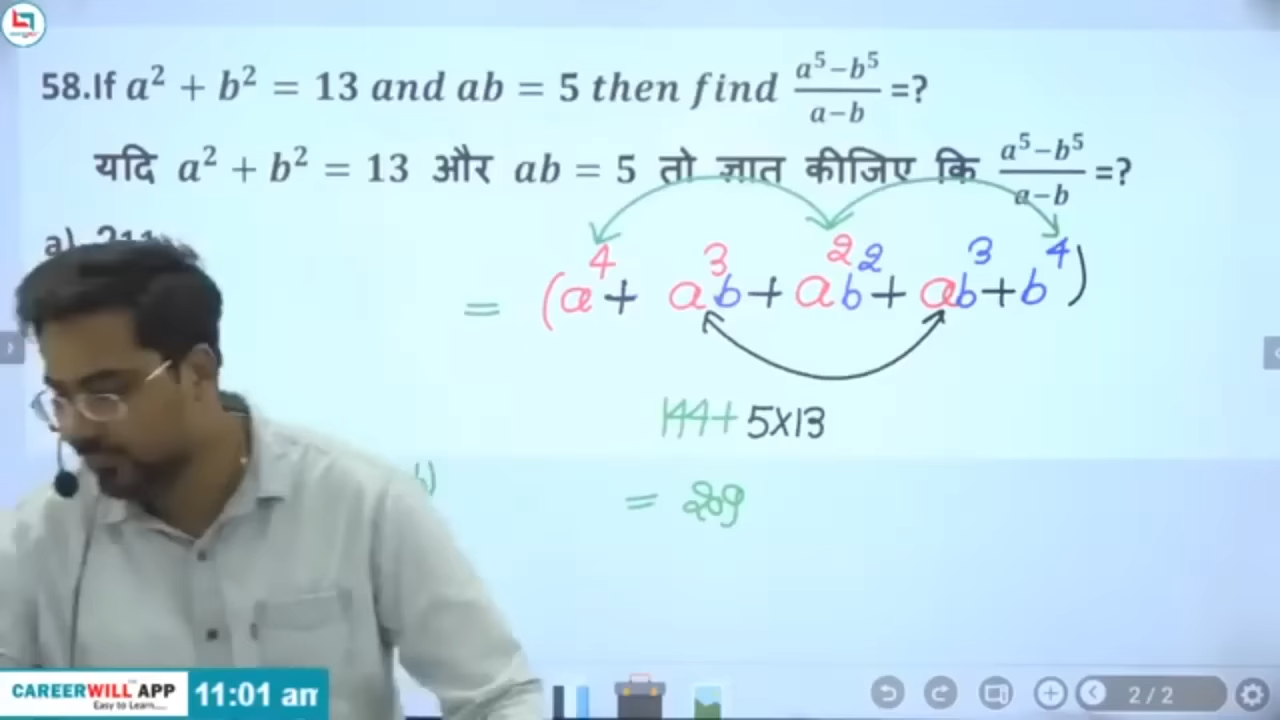 58.If a² + b² = 13 and ab = 5 then find (a⁵−b⁵)/(a−b) =?
यदि a² + b² = 13 और ab = 5 तो ज्ञात कीजिए कि (a⁵−b⁵)/(a−b) =?
a)
= (a⁴ + a³b + a²b² + ab³ + b⁴)
144 + 5×13
= 209
CAREERWILL APP
Easy to Learn.....
11:01 am
2 / 2